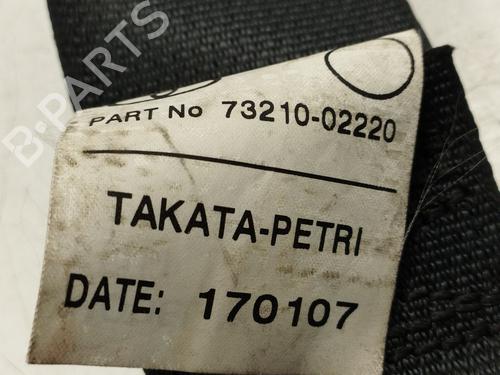 PART No 73210-02220
TAKATA-PETRI
DATE: 170107
B-PARTS